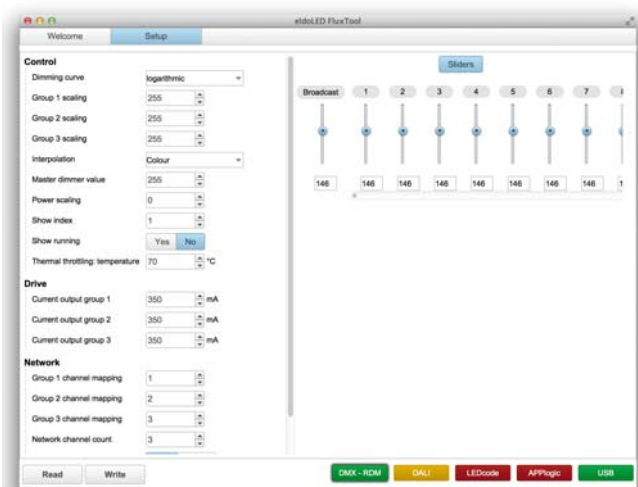 eldoLED FluxTool
Welcome Setup
Control
Dimming curve logarithmic
Group 1 scaling 255
Group 2 scaling 255
Group 3 scaling 255
Interpolation Colour
Master dimmer value 255
Power scaling 0
Show index 1
Show running Yes No
Thermal throttling: temperature 70 °C
Drive
Current output group 1 350 mA
Current output group 2 350 mA
Current output group 3 350 mA
Network
Group 1 channel mapping 1
Group 2 channel mapping 2
Group 3 channel mapping 3
Network channel count 3
Sliders
Broadcast 1 2 3 4 5 6 7
146 146 146 146 146 146 146 146
Read Write
DMX - RDM DALI LEDcode APPlogic USB